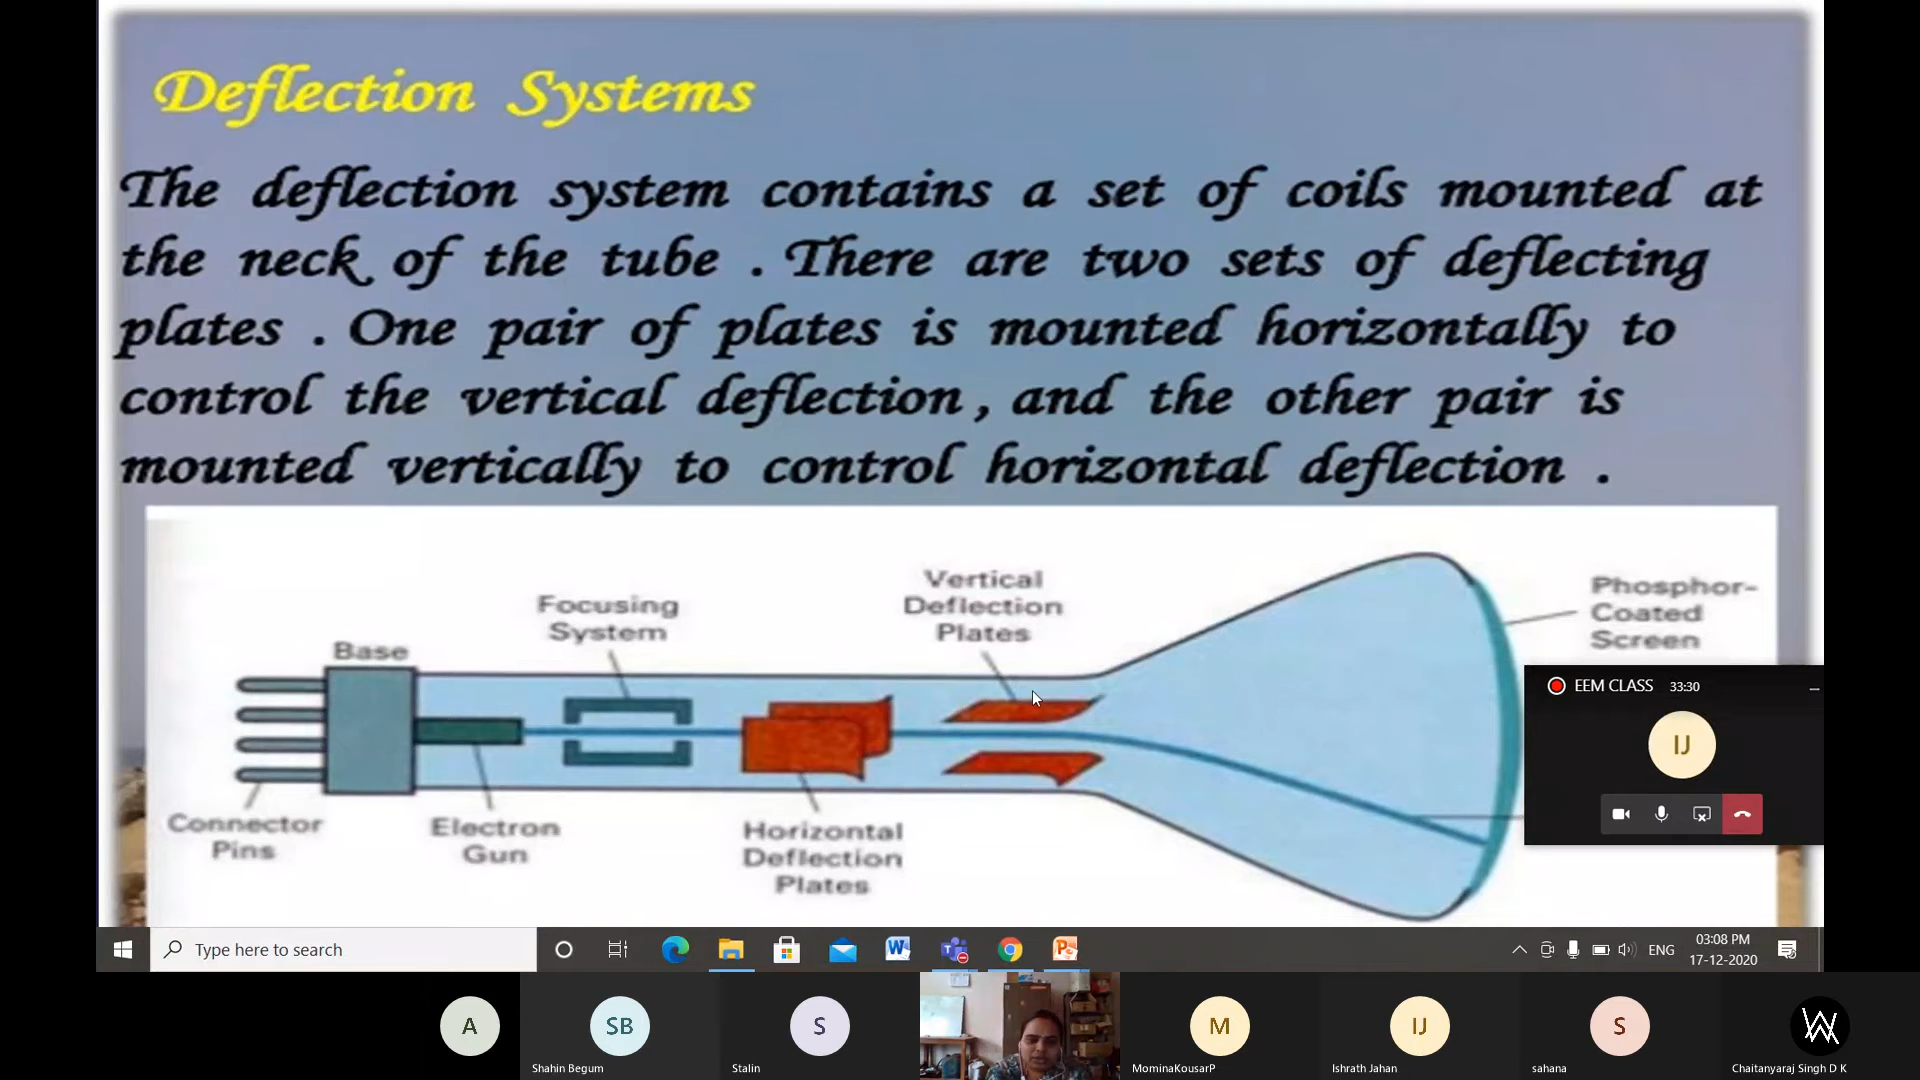 Deflection Systems
The deflection system contains a set of coils mounted at
the neck of the tube . There are two sets of deflecting
plates . One pair of plates is mounted horizontally to
control the vertical deflection, and the other pair is
mounted vertically to control horizontal deflection .
Vertical
Deflection
Plates
Focusing
System
Base
Phosphor-
Coated
Screen
EEM CLASS 33:30
IJ
Connector
Pins
Electron
Gun
Horizontal
Deflection
Plates
Type here to search
ENG
03:08 PM
17-12-2020
A
SB
S
M
IJ
S
Shahin Begum
Stalin
MominaKousarP
Ishrath Jahan
sahana
Chaitanyaraj Singh D K